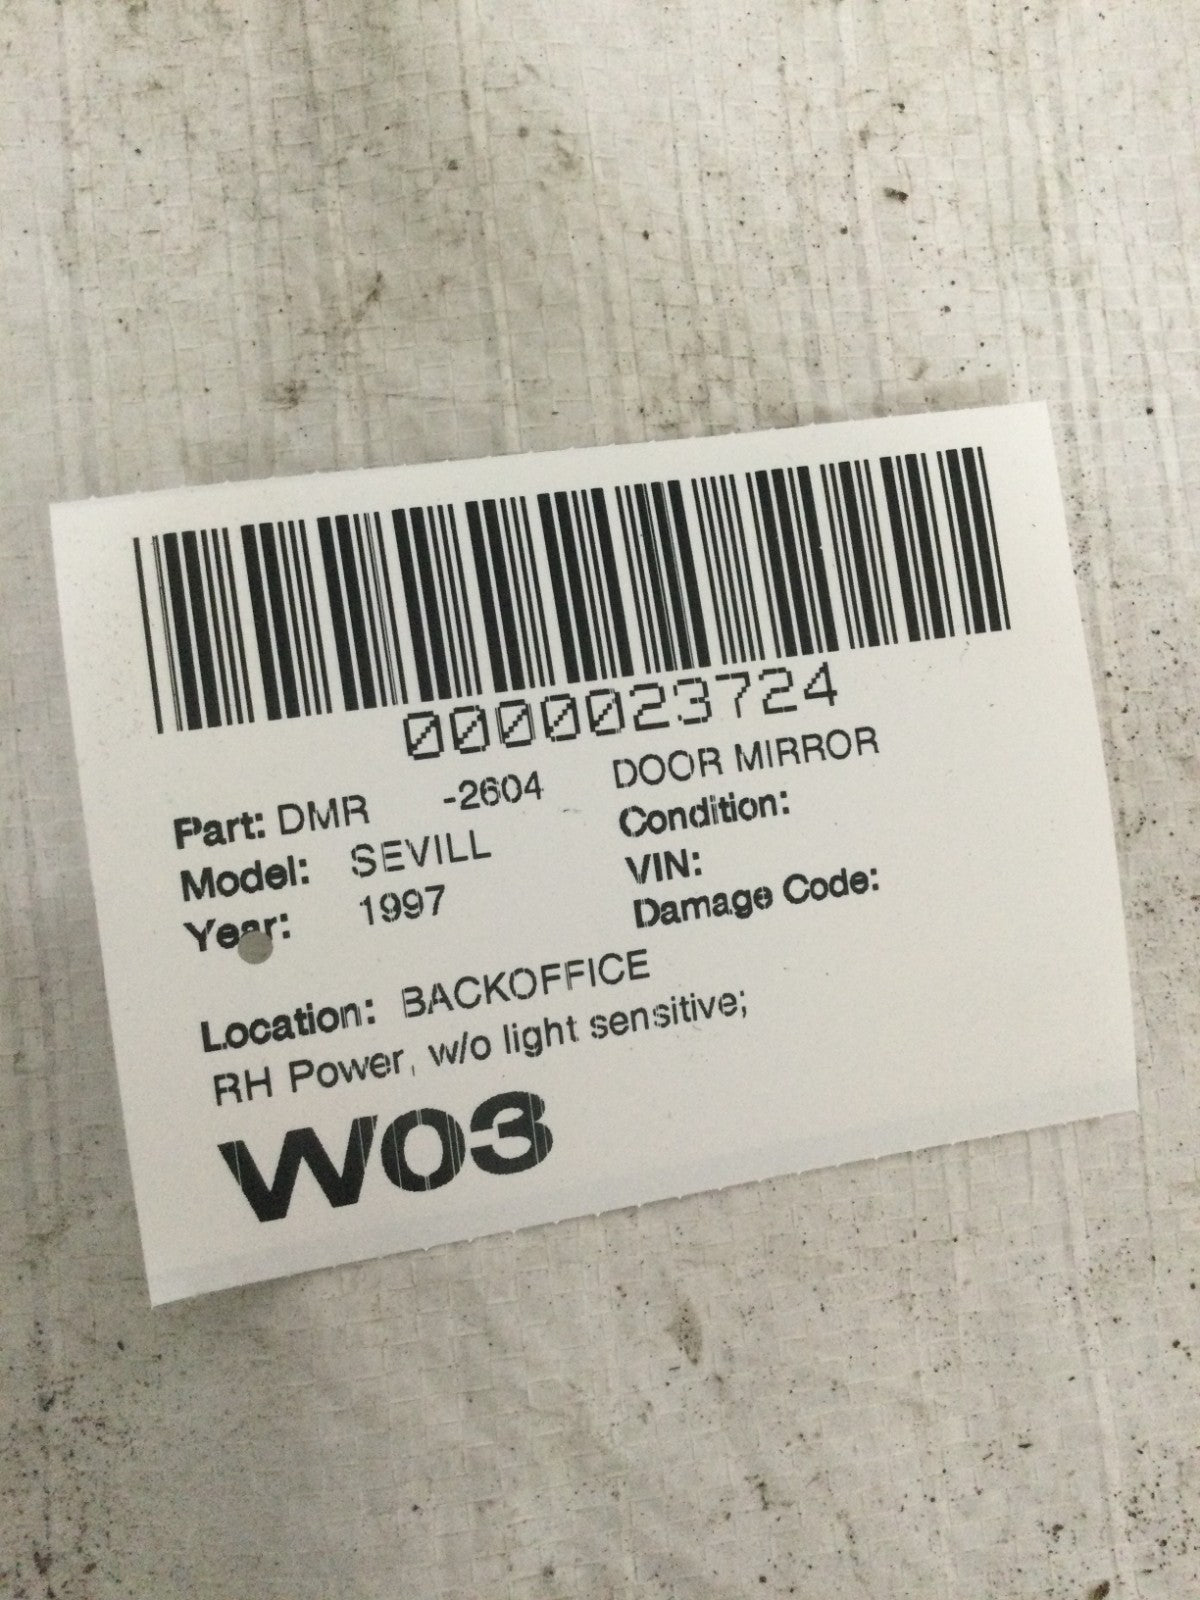 0000023724
Part: DMR -2604 DOOR MIRROR
Model: SEVILL Condition:
Year: 1997 VIN:
Damage Code:
Location: BACKOFFICE
RH Power, w/o light sensitive;
W03